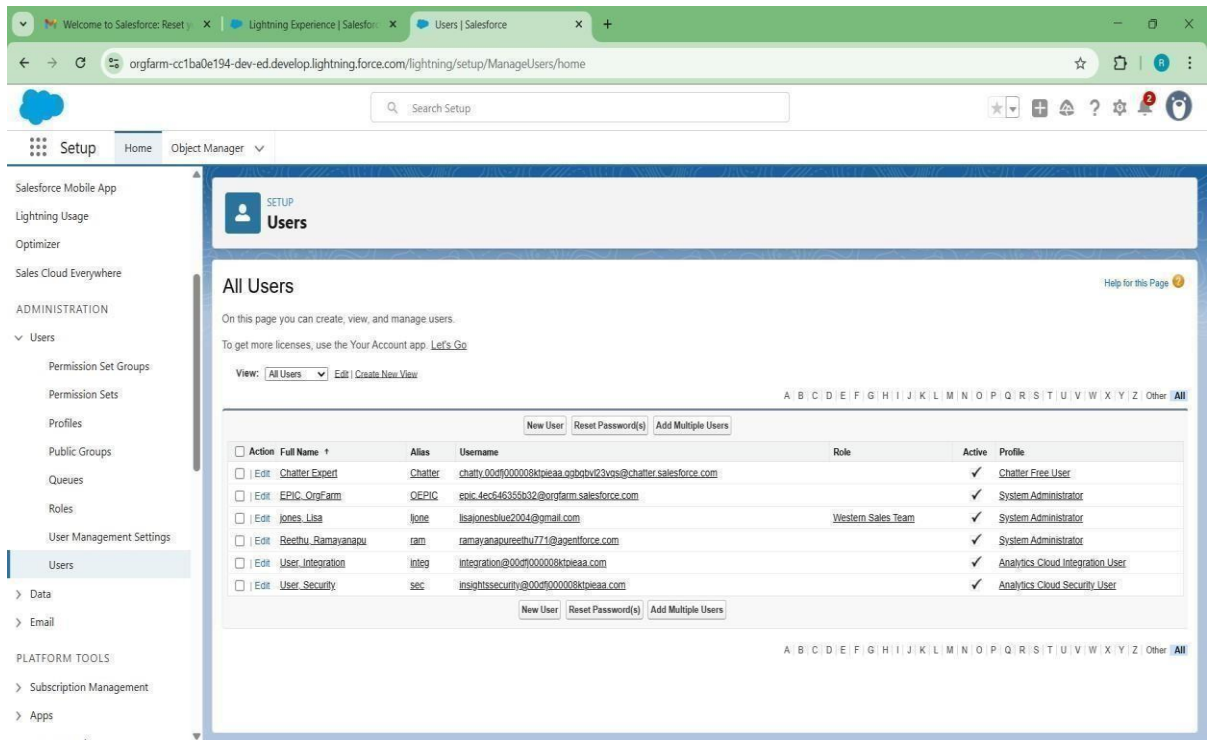 Welcome to Salesforce: Reset y
Lightning Experience | Salesforc
Users | Salesforce
orgfarm-cc1ba0e194-dev-ed.develop.lightning.force.com/lightning/setup/ManageUsers/home
R
Search Setup
2
Setup Home Object Manager
Salesforce Mobile App
Lightning Usage
Optimizer
Sales Cloud Everywhere
ADMINISTRATION
Users
Permission Set Groups
Permission Sets
Profiles
Public Groups
Queues
Roles
User Management Settings
Users
Data
Email
PLATFORM TOOLS
Subscription Management
Apps
SETUP
Users
All Users
Help for this Page ?
On this page you can create, view, and manage users.
To get more licenses, use the Your Account app. Let's Go
View: All Users Edit | Create New View
A B C D E F G H I J K L M N O P Q R S T U V W X Y Z Other All
New User Reset Password(s) Add Multiple Users
Action Full Name ↑ Alias Username Role Active Profile
| Edit Chatter Expert Chatter chatty.00dfj000008ktpieaa.qgbqbvl23vqs@chatter.salesforce.com ✓ Chatter Free User
| Edit EPIC, OrgFarm OEPIC epic.4ec646355b32@orgfarm.salesforce.com ✓ System Administrator
| Edit jones, Lisa ljone lisajonesblue2004@gmail.com Western Sales Team ✓ System Administrator
| Edit Reethu, Ramayanapu ram ramayanapureethu771@agentforce.com ✓ System Administrator
| Edit User, Integration integ integration@00dfj000008ktpieaa.com ✓ Analytics Cloud Integration User
| Edit User, Security sec insightssecurity@00dfj000008ktpieaa.com ✓ Analytics Cloud Security User
New User Reset Password(s) Add Multiple Users
A B C D E F G H I J K L M N O P Q R S T U V W X Y Z Other All